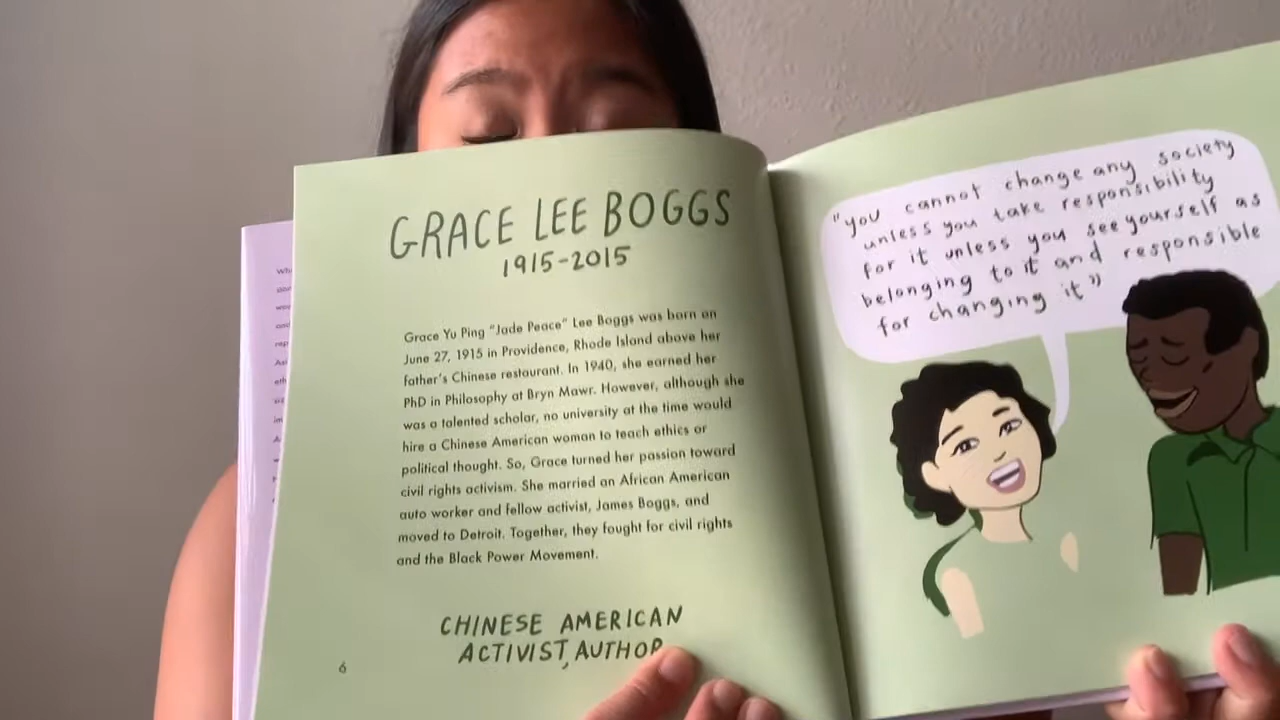 GRACE LEE BOGGS
1915-2015
Grace Yu Ping "Jade Peace" Lee Boggs was born on
June 27, 1915 in Providence, Rhode Island above her
father's Chinese restaurant. In 1940, she earned her
PhD in Philosophy at Bryn Mawr. However, although she
was a talented scholar, no university at the time would
hire a Chinese American woman to teach ethics or
political thought. So, Grace turned her passion toward
civil rights activism. She married an African American
auto worker and fellow activist, James Boggs, and
moved to Detroit. Together, they fought for civil rights
and the Black Power Movement.
CHINESE AMERICAN
ACTIVIST, AUTHOR
6
"you cannot change any society
unless you take responsibility
for it unless you see yourself as
belonging to it and responsible
for changing it"